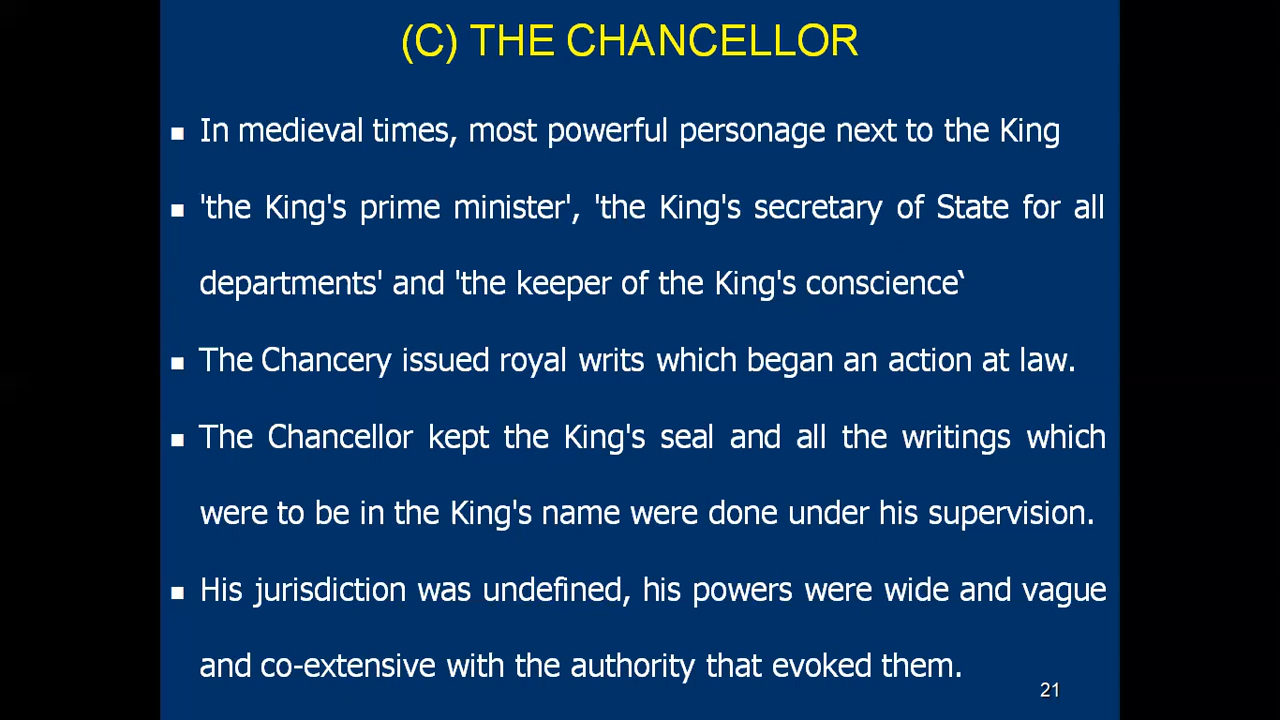 (C) THE CHANCELLOR
▪ In medieval times, most powerful personage next to the King
▪ 'the King's prime minister', 'the King's secretary of State for all
departments' and 'the keeper of the King's conscience‘
▪ The Chancery issued royal writs which began an action at law.
▪ The Chancellor kept the King's seal and all the writings which
were to be in the King's name were done under his supervision.
▪ His jurisdiction was undefined, his powers were wide and vague
and co-extensive with the authority that evoked them.
21